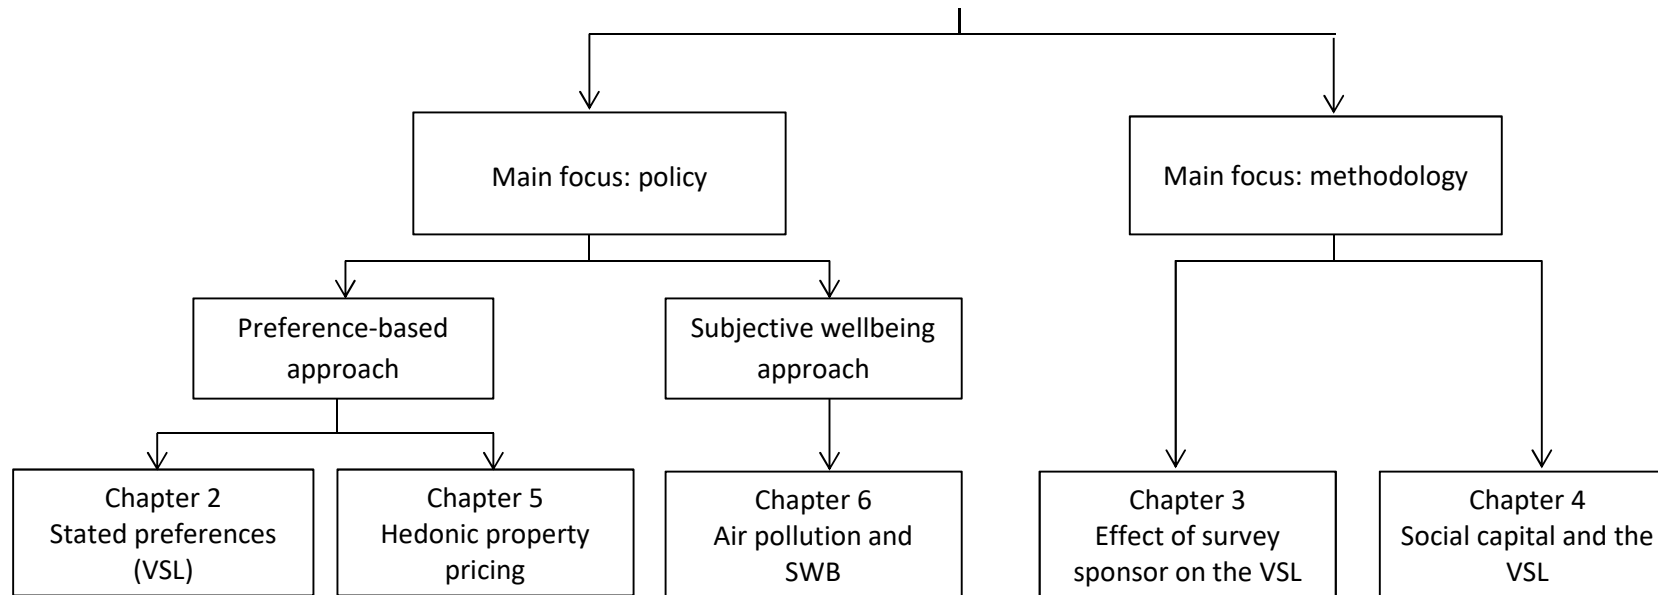 Main focus: policy
Main focus: methodology
Preference-based
approach
Subjective wellbeing
approach
Chapter 2
Stated preferences
(VSL)
Chapter 5
Hedonic property
pricing
Chapter 6
Air pollution and
SWB
Chapter 3
Effect of survey
sponsor on the VSL
Chapter 4
Social capital and the
VSL